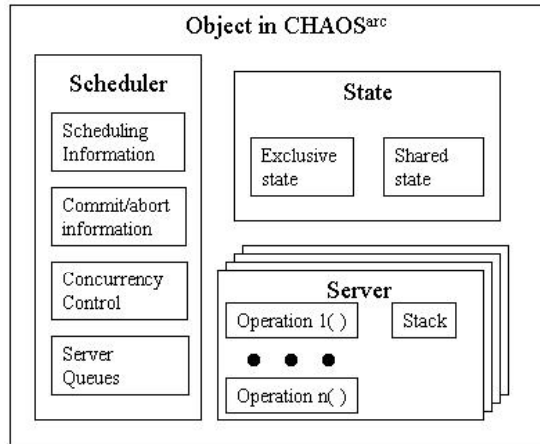 Object in CHAOSarc
Scheduler
Scheduling
Information
Commit/abort
information
Concurrency
Control
Server
Queues
State
Exclusive
state
Shared
state
Server
Operation 1( )
Stack
Operation n( )